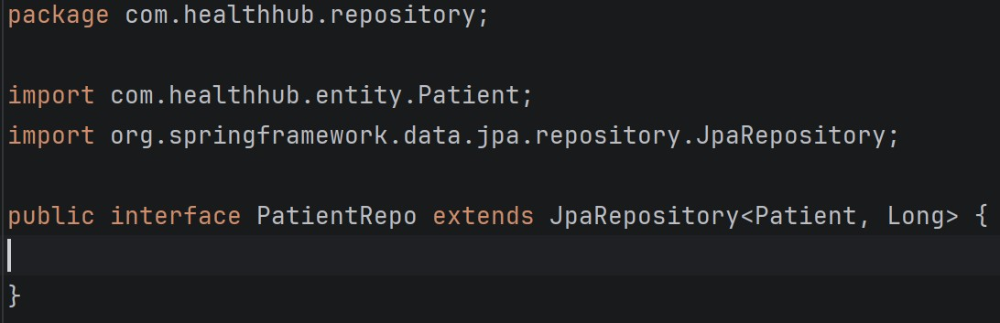 package com.healthhub.repository;
import com.healthhub.entity.Patient;
import org.springframework.data.jpa.repository.JpaRepository;
public interface PatientRepo extends JpaRepository<Patient, Long> {
}